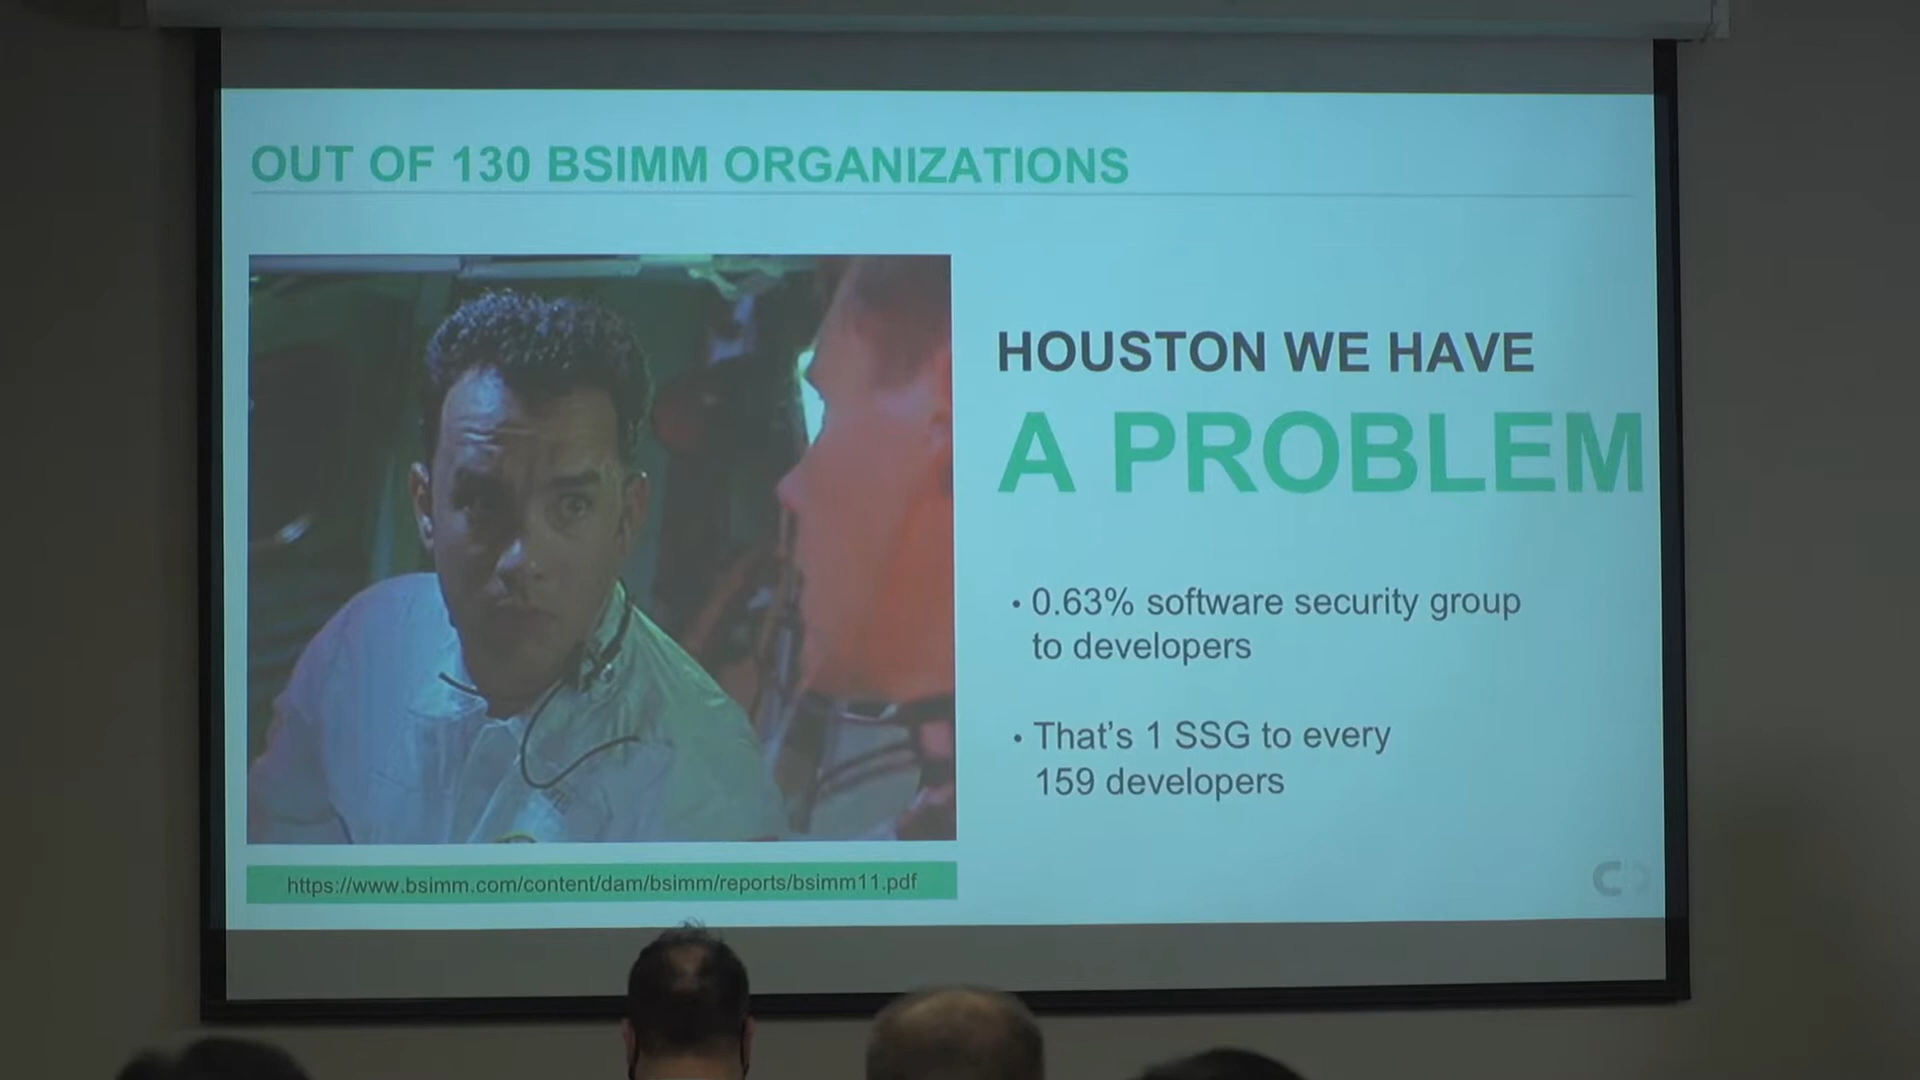 OUT OF 130 BSIMM ORGANIZATIONS
HOUSTON WE HAVE
A PROBLEM
• 0.63% software security group
to developers
• That's 1 SSG to every
159 developers
https://www.bsimm.com/content/dam/bsimm/reports/bsimm11.pdf